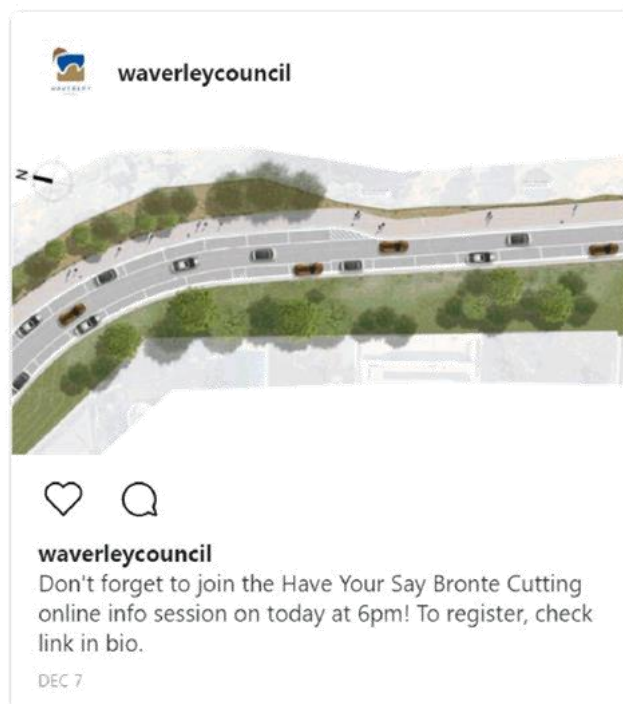 WAVERLEY
waverleycouncil
N
waverleycouncil
Don't forget to join the Have Your Say Bronte Cutting
online info session on today at 6pm! To register, check
link in bio.
DEC 7